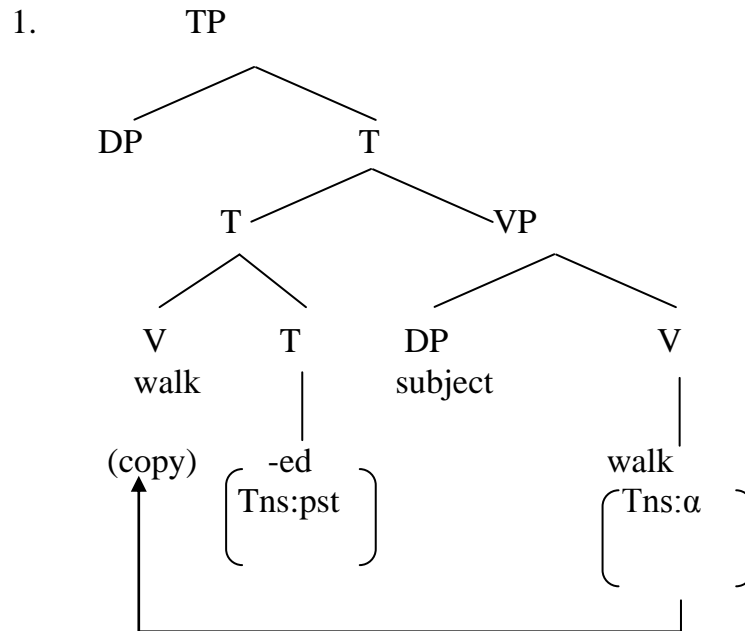 1. TP
DP T
T VP
V T DP V
walk subject
(copy) -ed walk
Tns:pst Tns:α